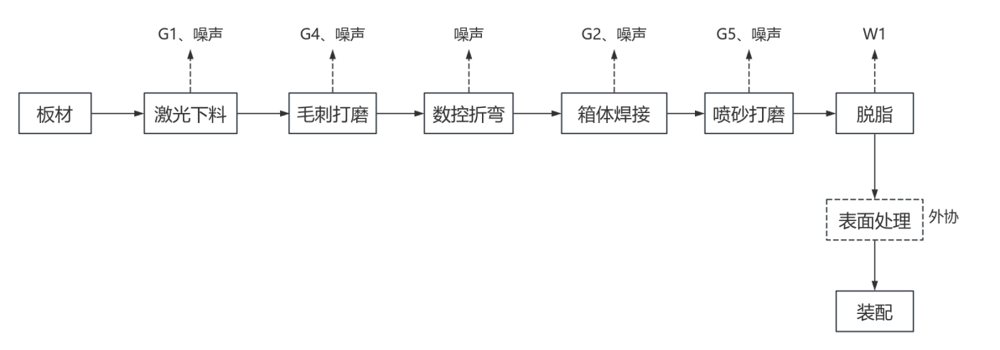 G1、噪声
G4、噪声
噪声
G2、噪声
G5、噪声
W1
板材
激光下料
毛刺打磨
数控折弯
箱体焊接
喷砂打磨
脱脂
表面处理
外协
装配